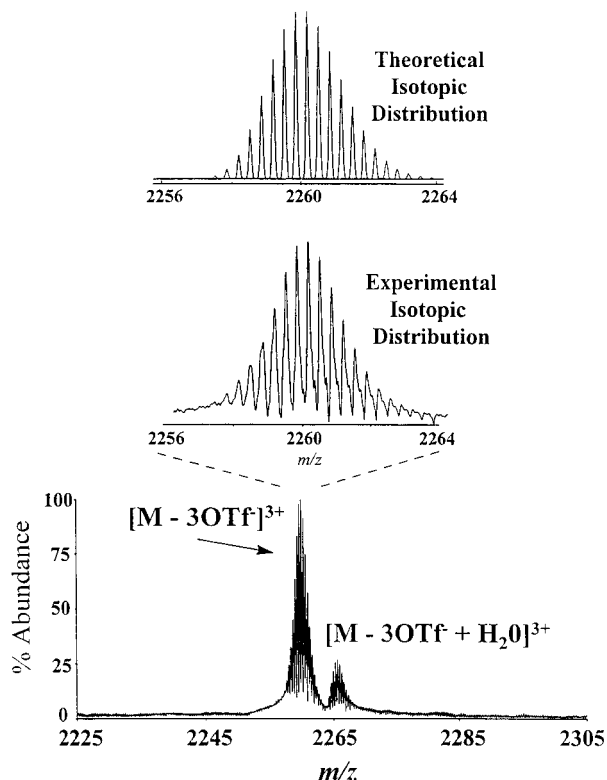 Theoretical
Isotopic
Distribution
2256 2260 2264
Experimental
Isotopic
Distribution
2256 2260 2264
m/z
[M - 3OTf⁻]³⁺
[M - 3OTf⁻ + H₂0]³⁺
% Abundance
100
75
50
25
0
2225 2245 2265 2285 2305
m/z